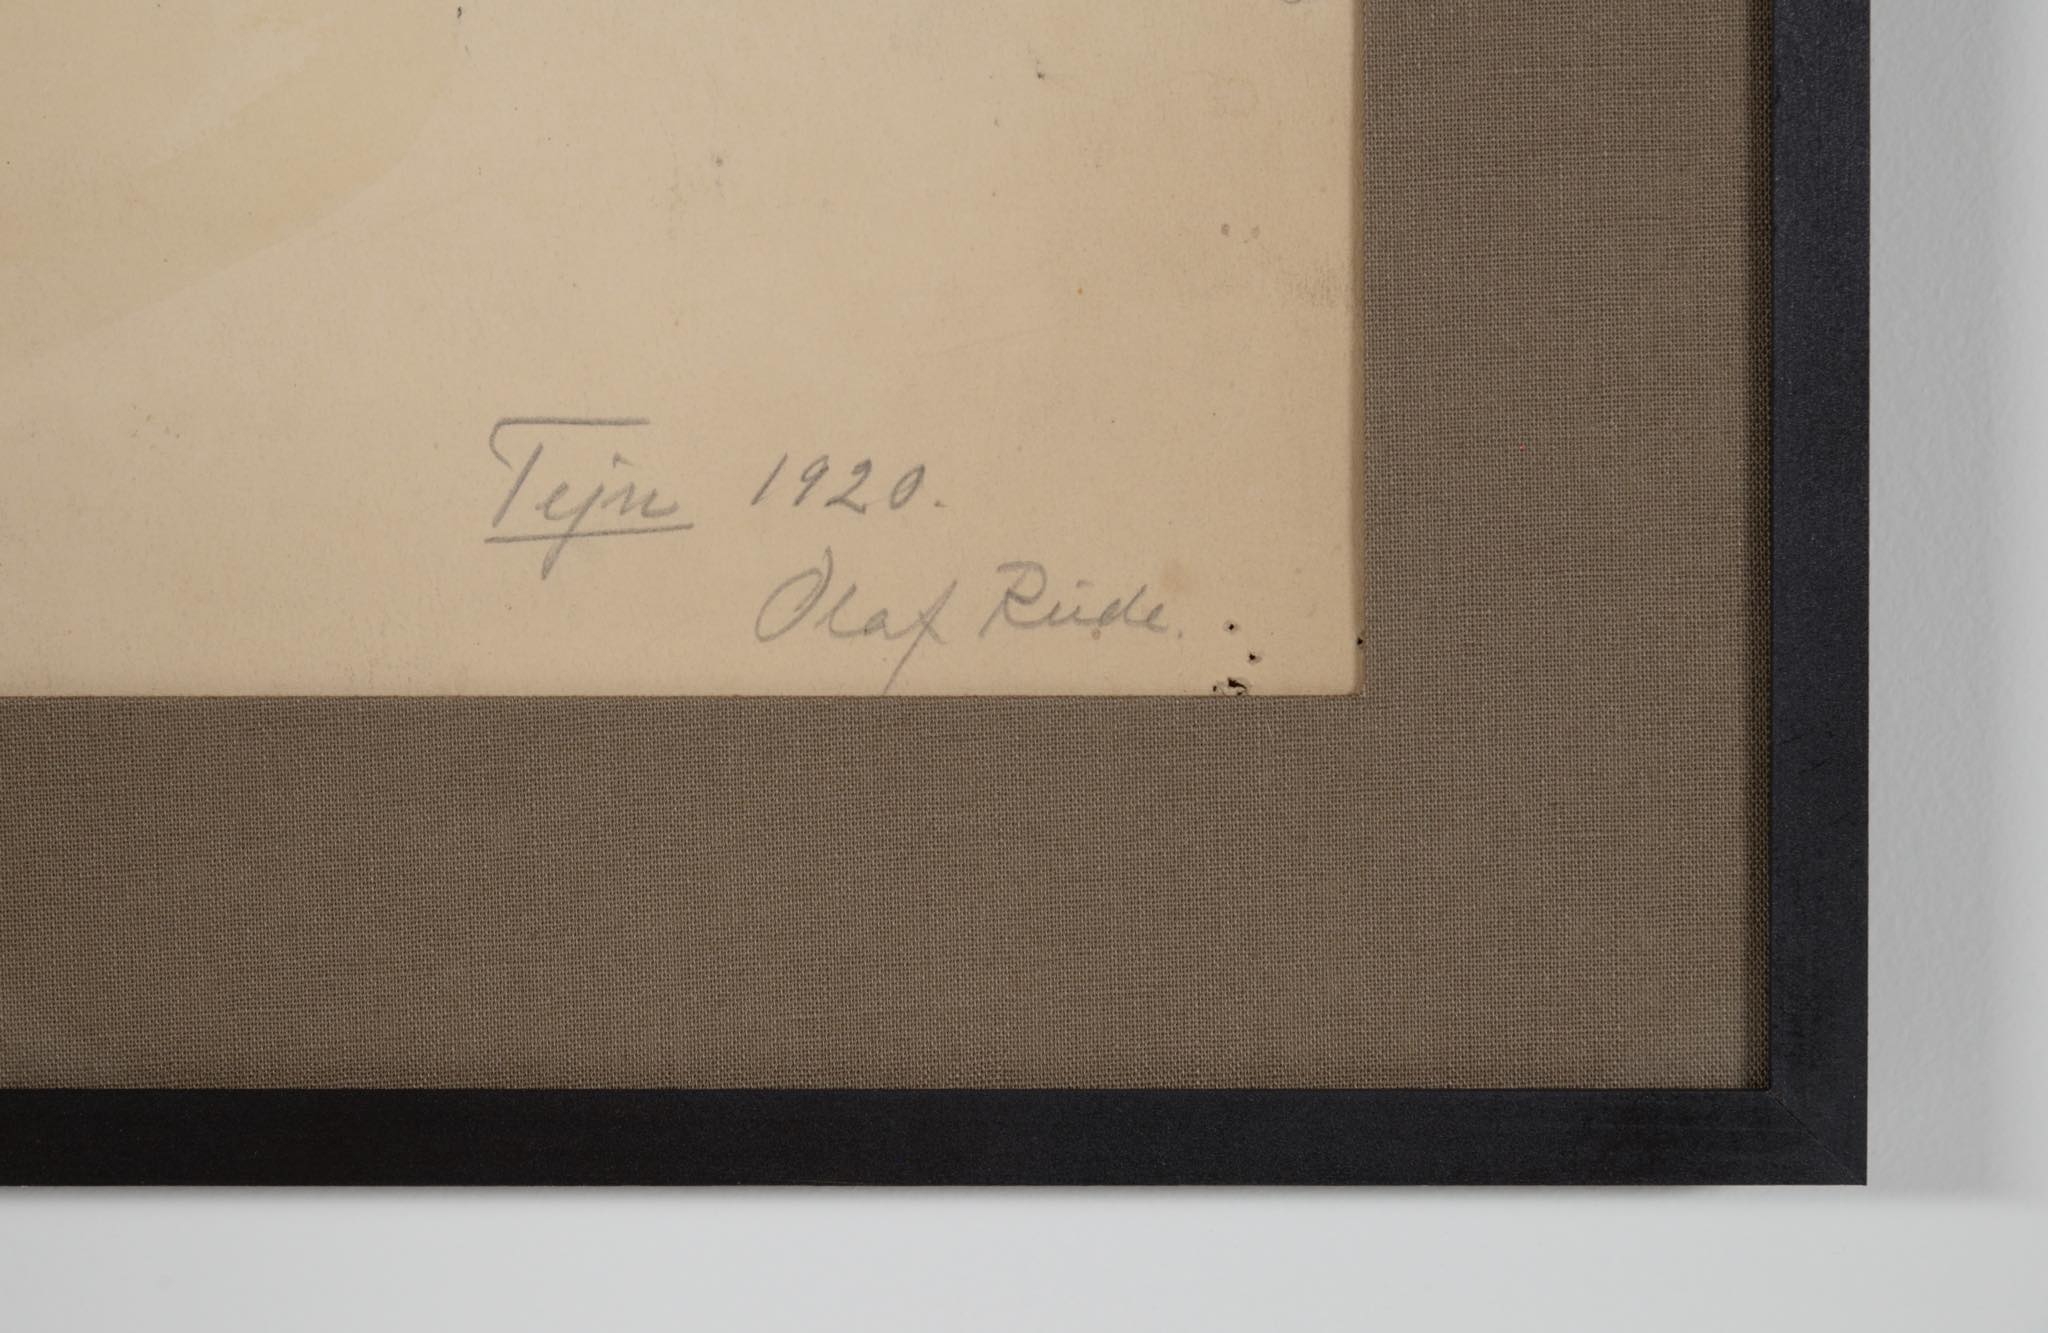 Tejn 1920.
Olaf Rude.